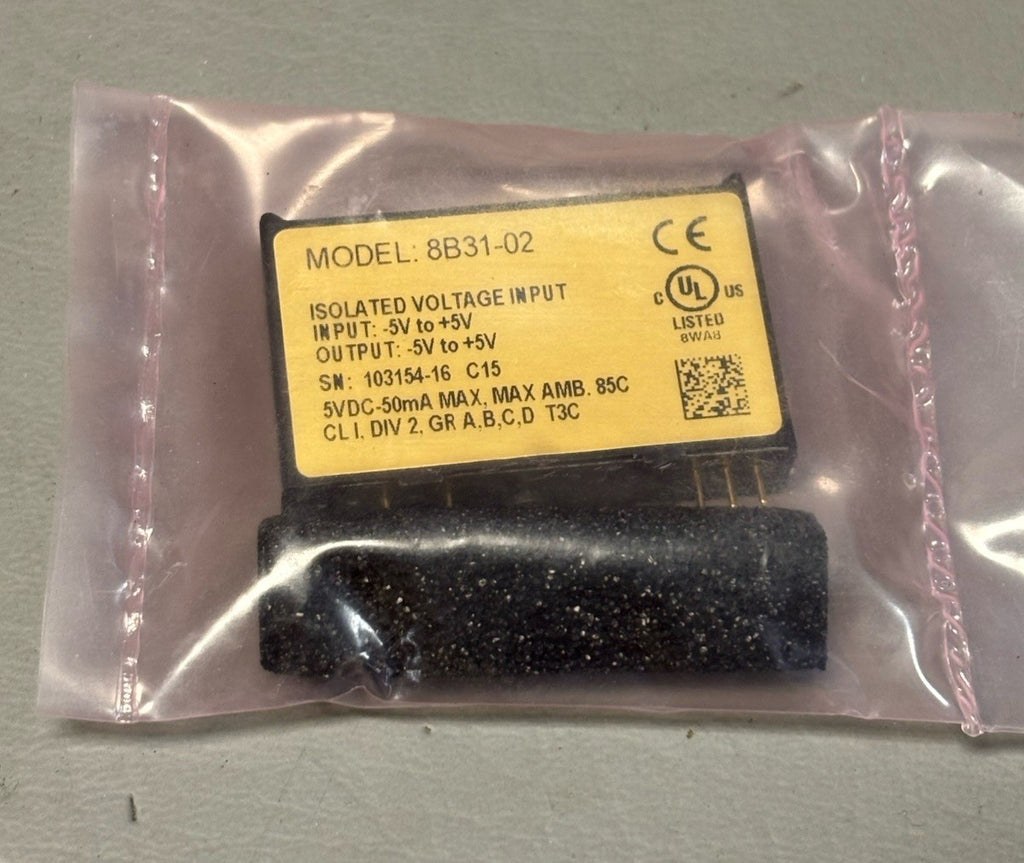 MODEL: 8B31-02
CE
ISOLATED VOLTAGE INPUT
INPUT: -5V to +5V
OUTPUT: -5V to +5V
SN: 103154-16 C15
5VDC-50mA MAX, MAX AMB. 85C
CL I, DIV 2, GR A,B,C,D T3C
C UL US
LISTED
8WA8